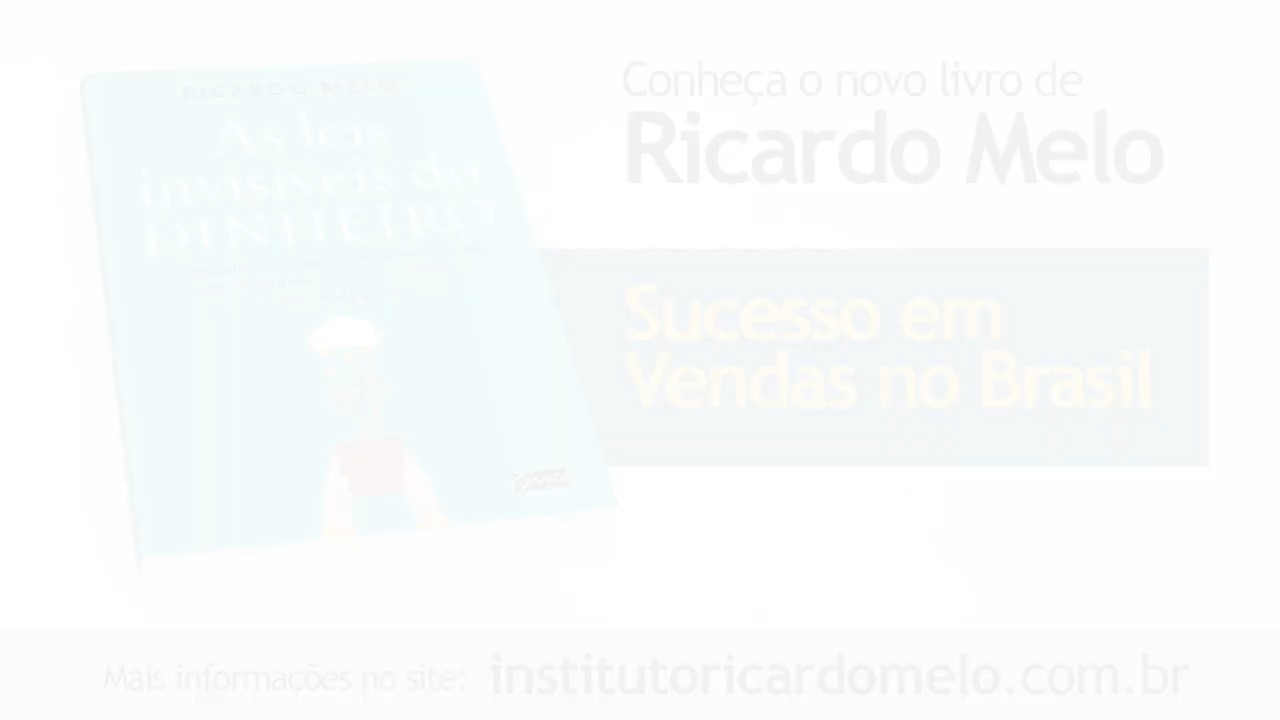 RICARDO MELO
As leis
invisíveis do
DINHEIRO
Conheça o novo livro de
Ricardo Melo
Sucesso em
Vendas no Brasil
Mais informações no site: institutoricardomelo.com.br